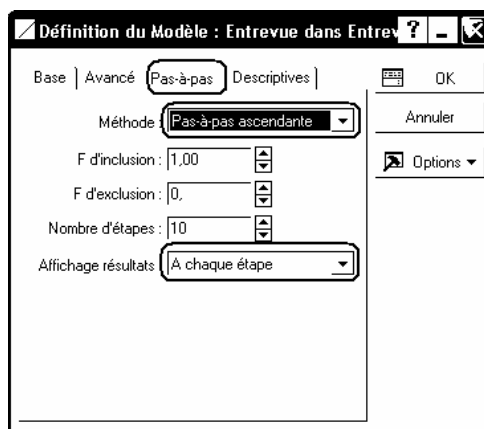 Définition du Modèle : Entrevue dans Entrev ?
Base Avancé Pas-à-pas Descriptives
OK
Méthode : Pas-à-pas ascendante
Annuler
F d'inclusion : 1,00
Options
F d'exclusion : 0,
Nombre d'étapes : 10
Affichage résultats A chaque étape